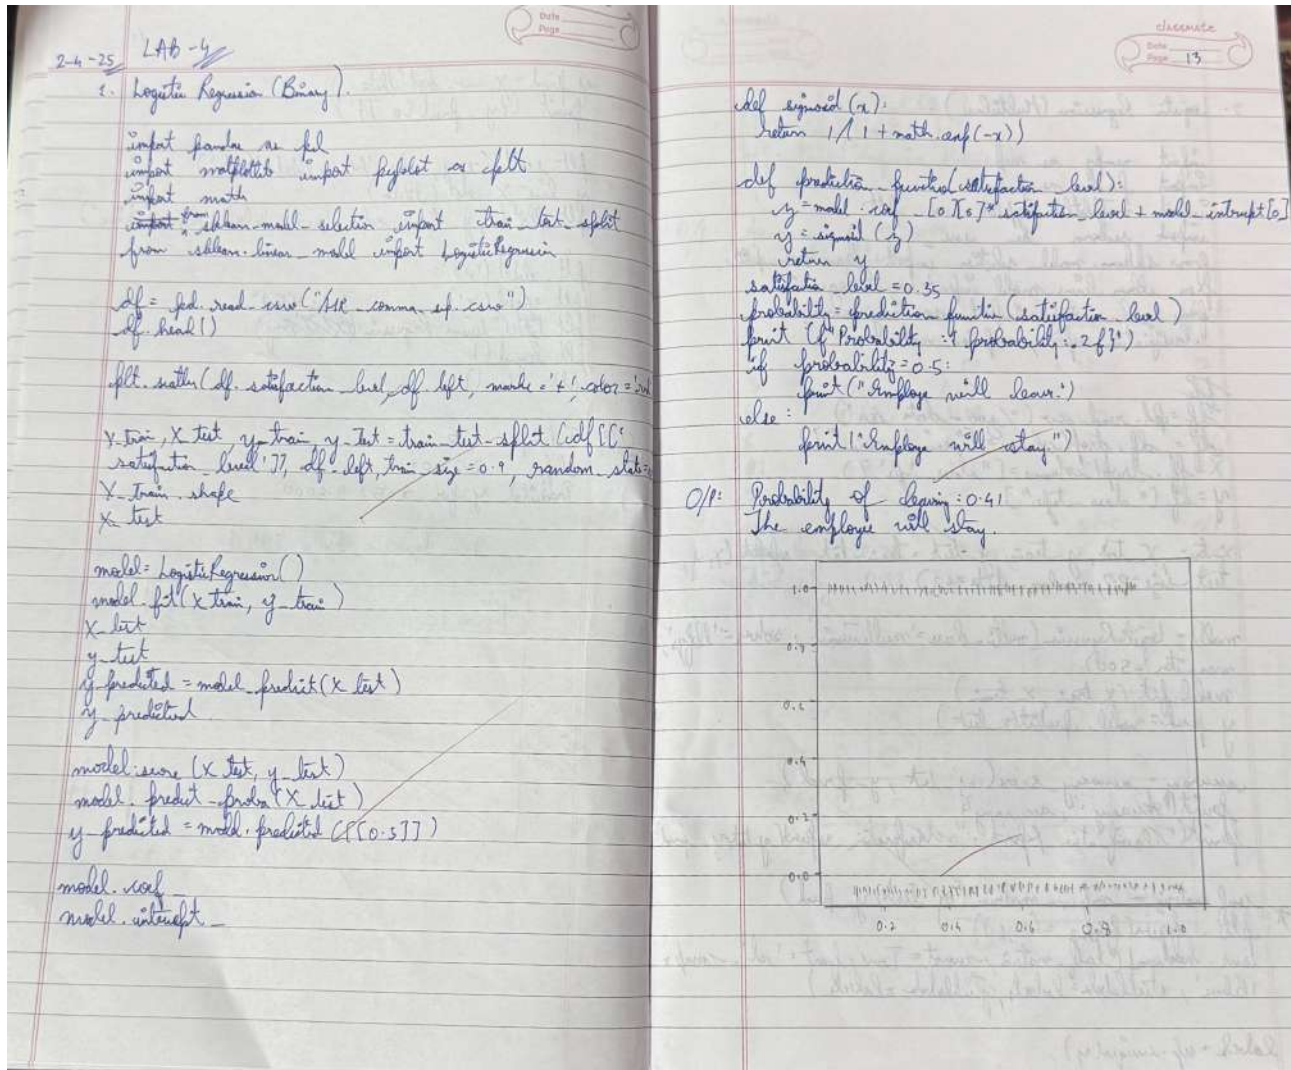 Date
Page
2-4-25 LAB-4
1. Logistic Regression (Binary).
import pandas as pd
import matplotlib import pyplot as plt
import math
from sklearn-model-selection import train_test_split
from sklearn.linear_model import LogisticRegression
df = pd.read_csv("/HR_comma_sep.csv")
df.head()
plt.scatter(df.satisfaction_level, df.left, marker='+', color='red
X_train, X_test, y_train, y_test = train_test_split(df[['
satisfaction_level']], df.left, train_size = 0.9, random_state=
X_train.shape
X_test
model = LogisticRegression()
model.fit(X_train, y_train)
X_test
y_test
y_predicted = model.predict(X_test)
y_predicted
model.score(X_test, y_test)
model.predict_proba(X_test)
y_predicted = model.predicted([[0.5]])
model.coef_
model.intercept_
classmate
Date
Page 13
def sigmoid(x):
return 1/(1+math.exp(-x))
def prediction_function(satisfaction_level):
z = model.coef_[0][0]* satisfaction_level + model_intercept[0]
y = sigmoid(z)
return y
satisfaction_level = 0.35
probability = prediction_function(satisfaction_level)
print(f"Probability :{probability:.2f}")
if probability = 0.5:
print("Employee will leave.")
else:
print("Employee will stay.")
O/P: Probability of leaving: 0.41
The employee will stay.
1.0
0.4
0.2
0.0
0.2 0.4 0.6 0.8 1.0